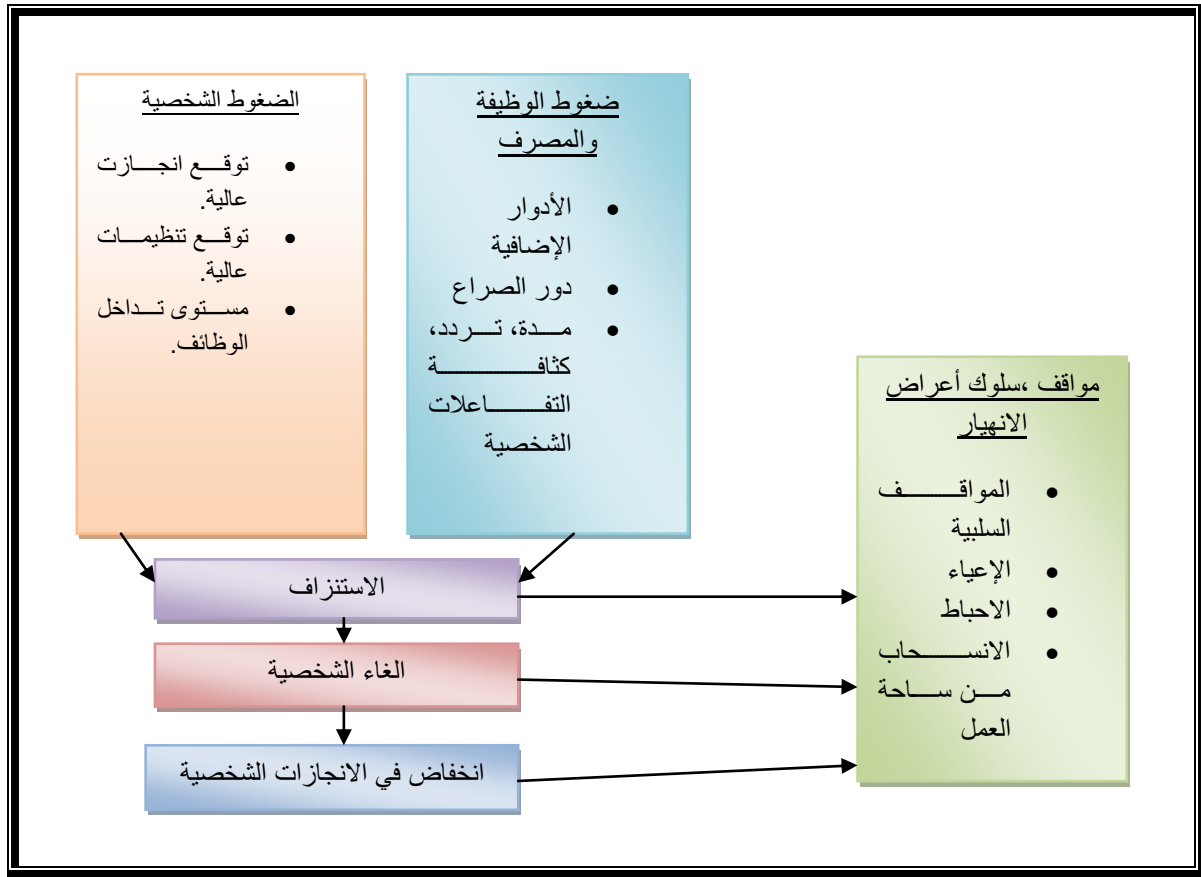 الضغوط الشخصية
توقع انجازت
عالية.
توقع تنظيمات
عالية.
مستوى تداخل
الوظائف.
ضغوط الوظيفة
والمصرف
الأدوار
الإضافية
دور الصراع
مدة، تردد،
كثافة
التفاعلات
الشخصية
مواقف ،سلوك أعراض
الانهيار
المواقف
السلبية
الإعياء
الاحباط
الانسحاب
من ساحة
العمل
الاستنزاف
الغاء الشخصية
انخفاض في الانجازات الشخصية